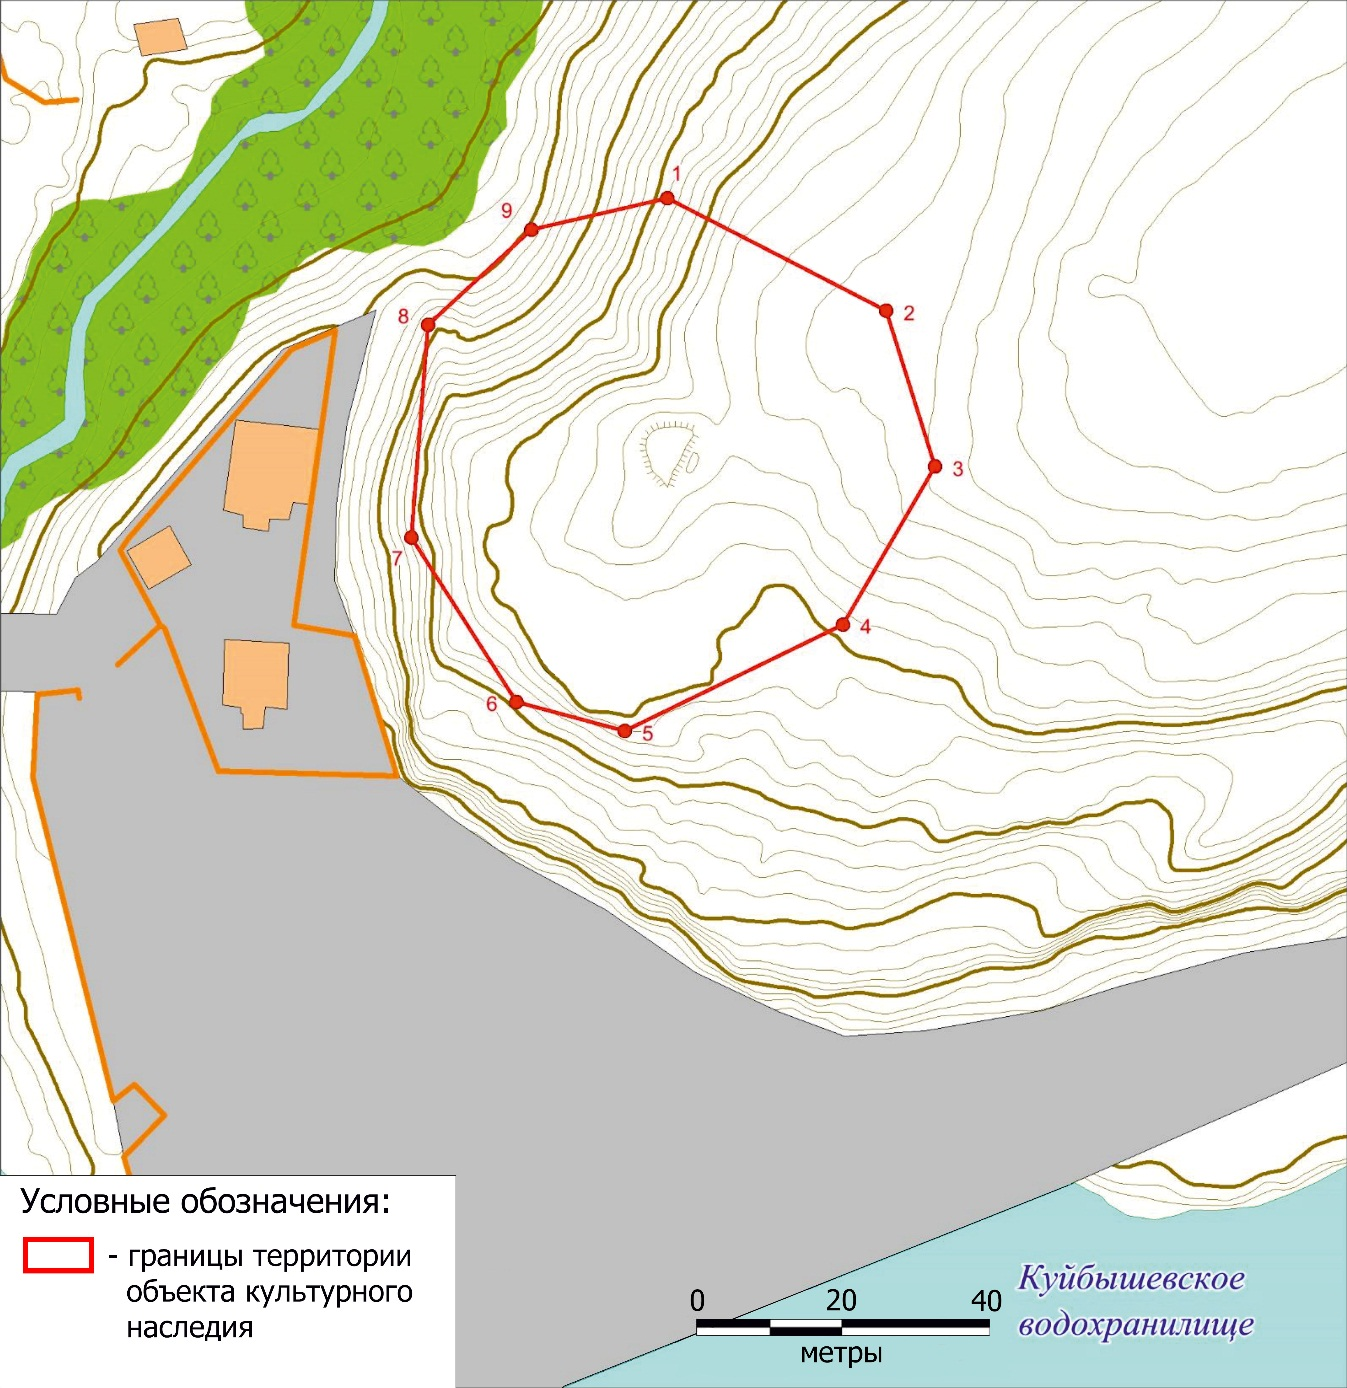 1
9
2
8
3
7
4
6
5
Условные обозначения:
- границы территории
объекта культурного
наследия
0 20 40
метры
Куйбышевское
водохранилище